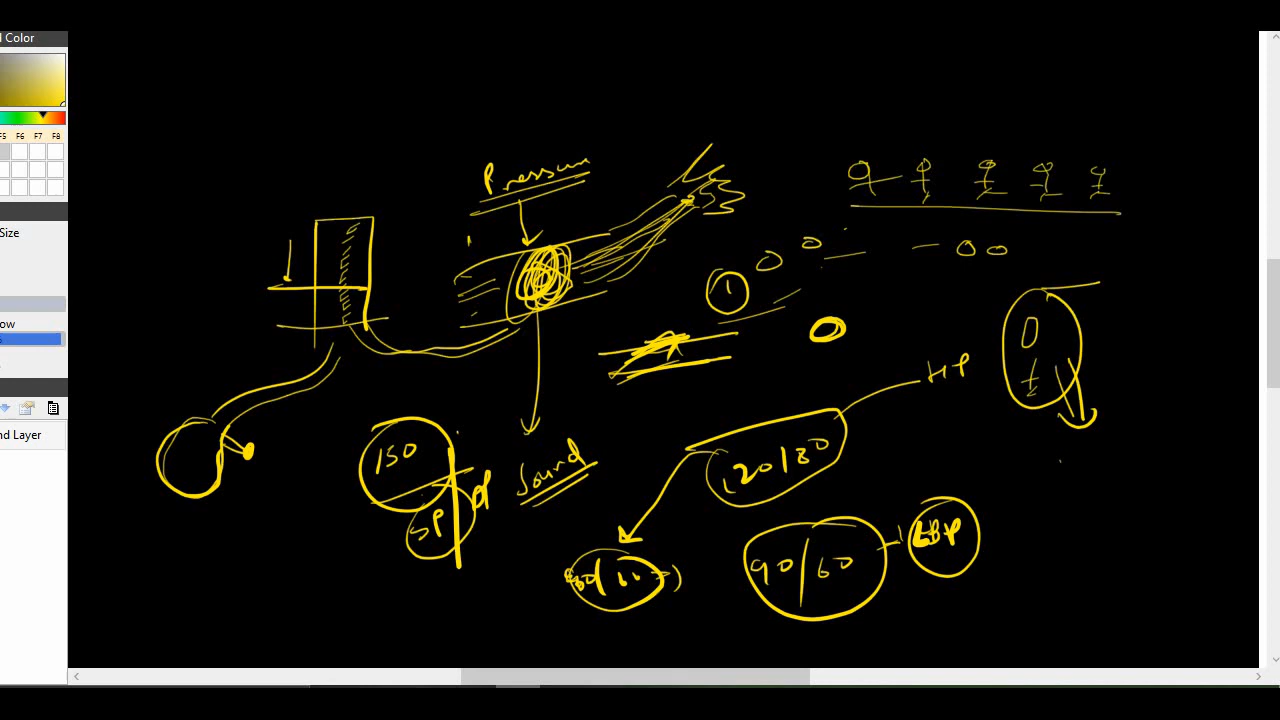 Color
F5 F6 F7 F8
Size
ow
nd Layer
Pressure
Sound
150
SP
DP
120/80
HP
90/60
LBP